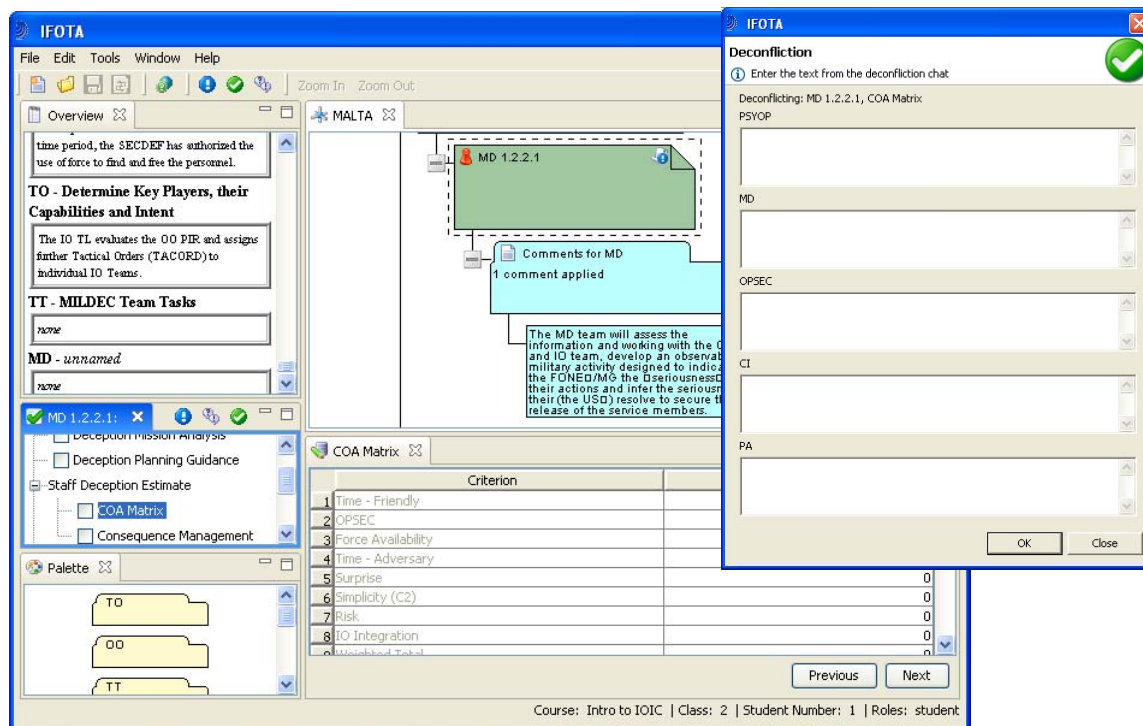 IFOTA
File Edit Tools Window Help
Zoom In Zoom Out
Overview
time period, the SECDEF has authorized the
use of force to find and free the personnel.
TO - Determine Key Players, their
Capabilities and Intent
The IO TL evaluates the OO PIR and assigns
further Tactical Orders (TACORD) to
individual IO Teams.
TT - MILDEC Team Tasks
none
MD - unnamed
none
MD 1.2.2.1:
Deception Mission Analysis
Deception Planning Guidance
Staff Deception Estimate
COA Matrix
Consequence Management
Palette
TO
OO
TT
MALTA
MD 1.2.2.1
Comments for MD
1 comment applied
The MD team will assess the
information and working with the
and IO team, develop an
military activity designed to
the FONE□/MG the □seriousness□
their actions and infer the
their (the US□) resolve to secure
release of the service members.
COA Matrix
Criterion
1 Time - Friendly
2 OPSEC
3 Force Availability
4 Time - Adversary
5 Surprise 0
6 Simplicity (C2) 0
7 Risk 0
8 IO Integration 0
Weighted Total
Previous Next
Course: Intro to IOIC | Class: 2 | Student Number: 1 | Roles: student
IFOTA
Deconfliction
Enter the text from the deconfliction chat
Deconflicting: MD 1.2.2.1, COA Matrix
PSYOP
MD
OPSEC
CI
PA
OK Close